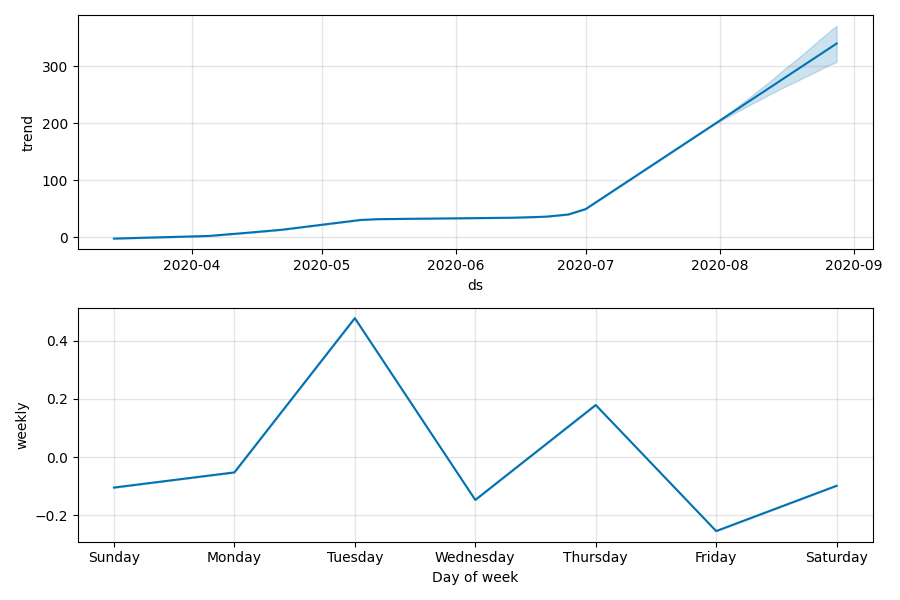 300
200
100
0
trend
2020-04 2020-05 2020-06 2020-07 2020-08 2020-09
ds
0.4
0.2
0.0
−0.2
weekly
Sunday Monday Tuesday Wednesday Thursday Friday Saturday
Day of week